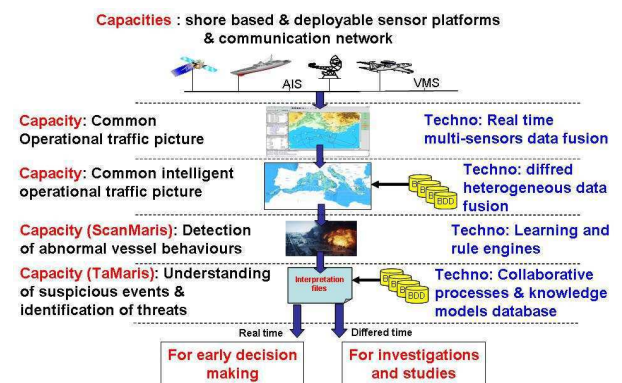 Capacities : shore based & deployable sensor platforms
& communication network
AIS
VMS
Capacity: Common
Operational traffic picture
Techno: Real time
multi-sensors data fusion
Capacity: Common intelligent
operational traffic picture
BDD
Techno: diffred
heterogeneous data
fusion
Capacity (ScanMaris): Detection
of abnormal vessel behaviours
Techno: Learning and
rule engines
Capacity (TaMaris): Understanding
of suspicious events &
identification of threats
Interpretation
files
BDD
Techno: Collaborative
processes & knowledge
models database
Real time
Differed time
For early decision
making
For investigations
and studies